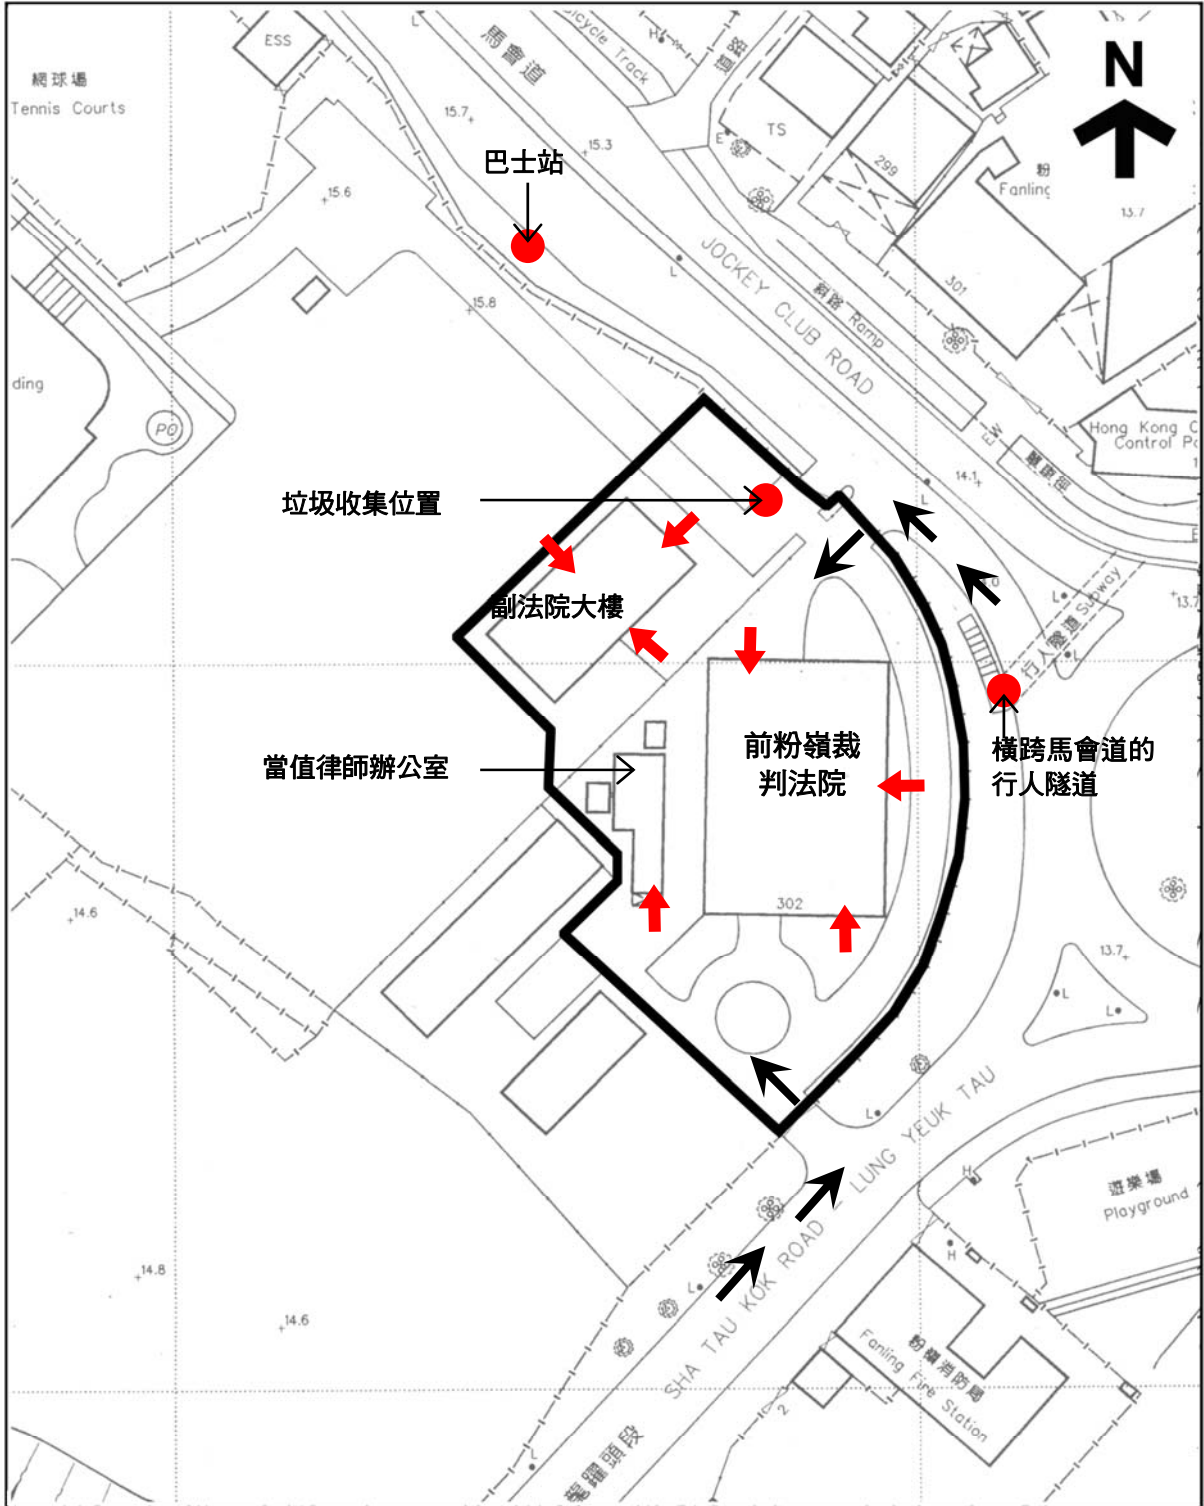 ESS
網球場
Tennis Courts
馬會道
Bicycle Track
H
道路
N
TS
E
299
粉
Fanling
13.7
301
15.7
15.3
巴士站
15.6
15.8
L
JOCKEY CLUB ROAD
斜路 Ramp
EW
Hong Kong C
Control Po
14.1
L
ding
PO
垃圾收集位置
副法院大樓
行人隧道 Subway
L
L
13.7
前粉嶺裁
判法院
橫跨馬會道的
行人隧道
當值律師辦公室
302
14.6
13.7
L
L
L
SHA TAU KOK ROAD - LUNG YEUK TAU
H
遊樂場
Playground
H
L
14.8
14.6
粉嶺消防局
Fanling Fire Station
2
龍躍頭段
L